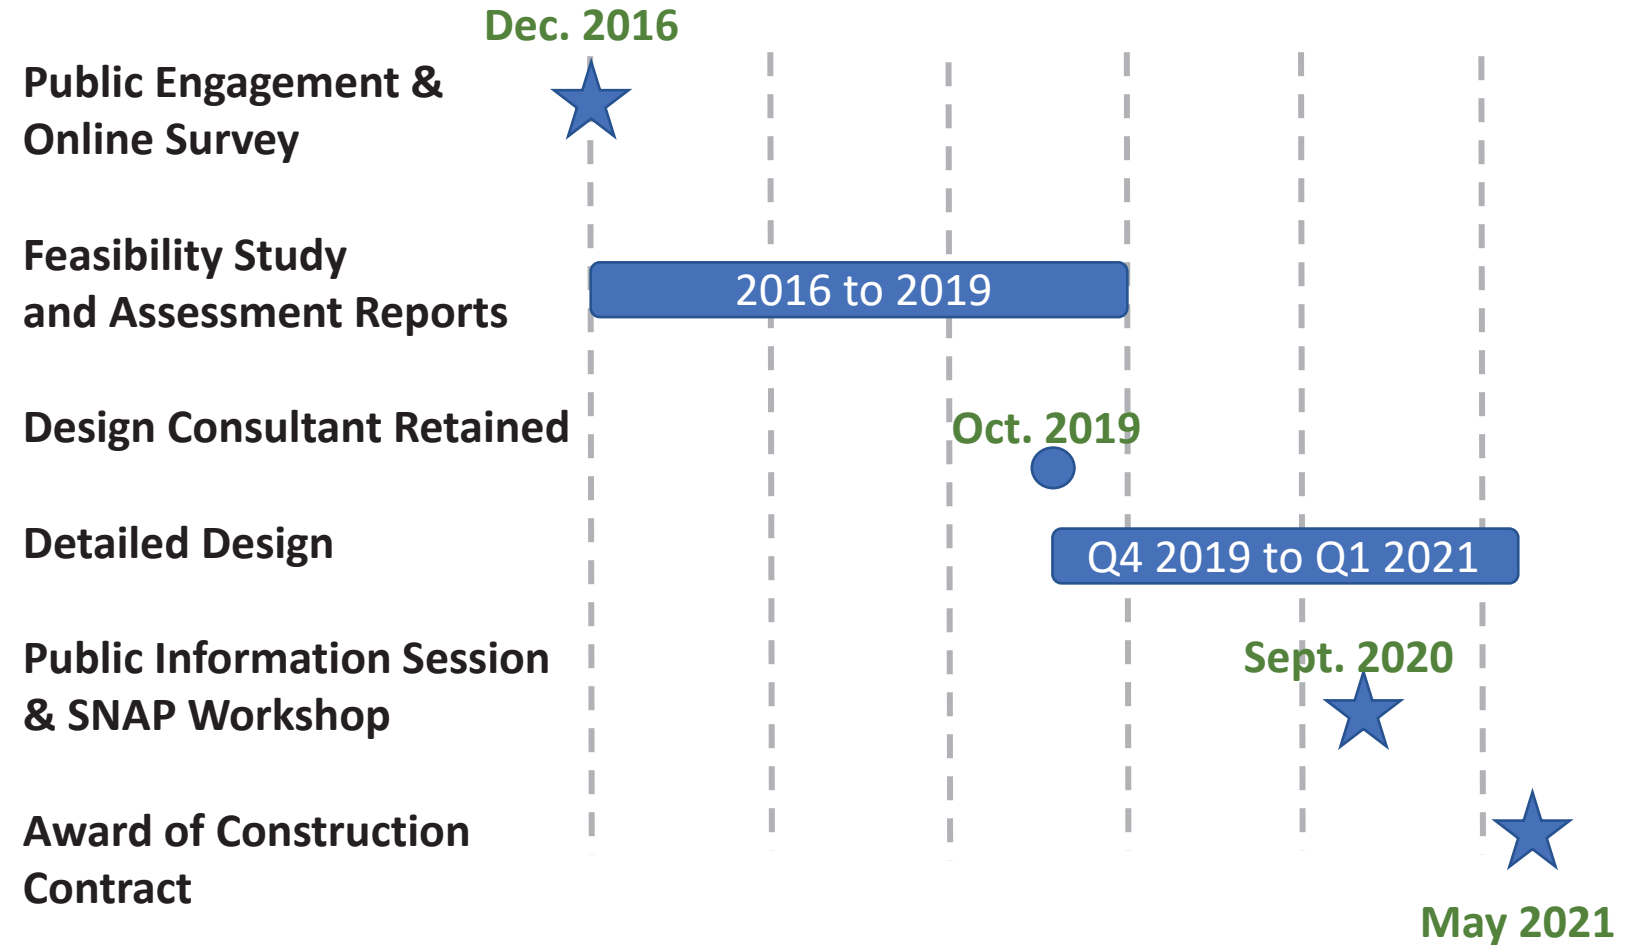 Dec. 2016
Public Engagement &
Online Survey
Feasibility Study
and Assessment Reports
2016 to 2019
Design Consultant Retained
Oct. 2019
Detailed Design
Q4 2019 to Q1 2021
Public Information Session
& SNAP Workshop
Sept. 2020
Award of Construction
Contract
May 2021